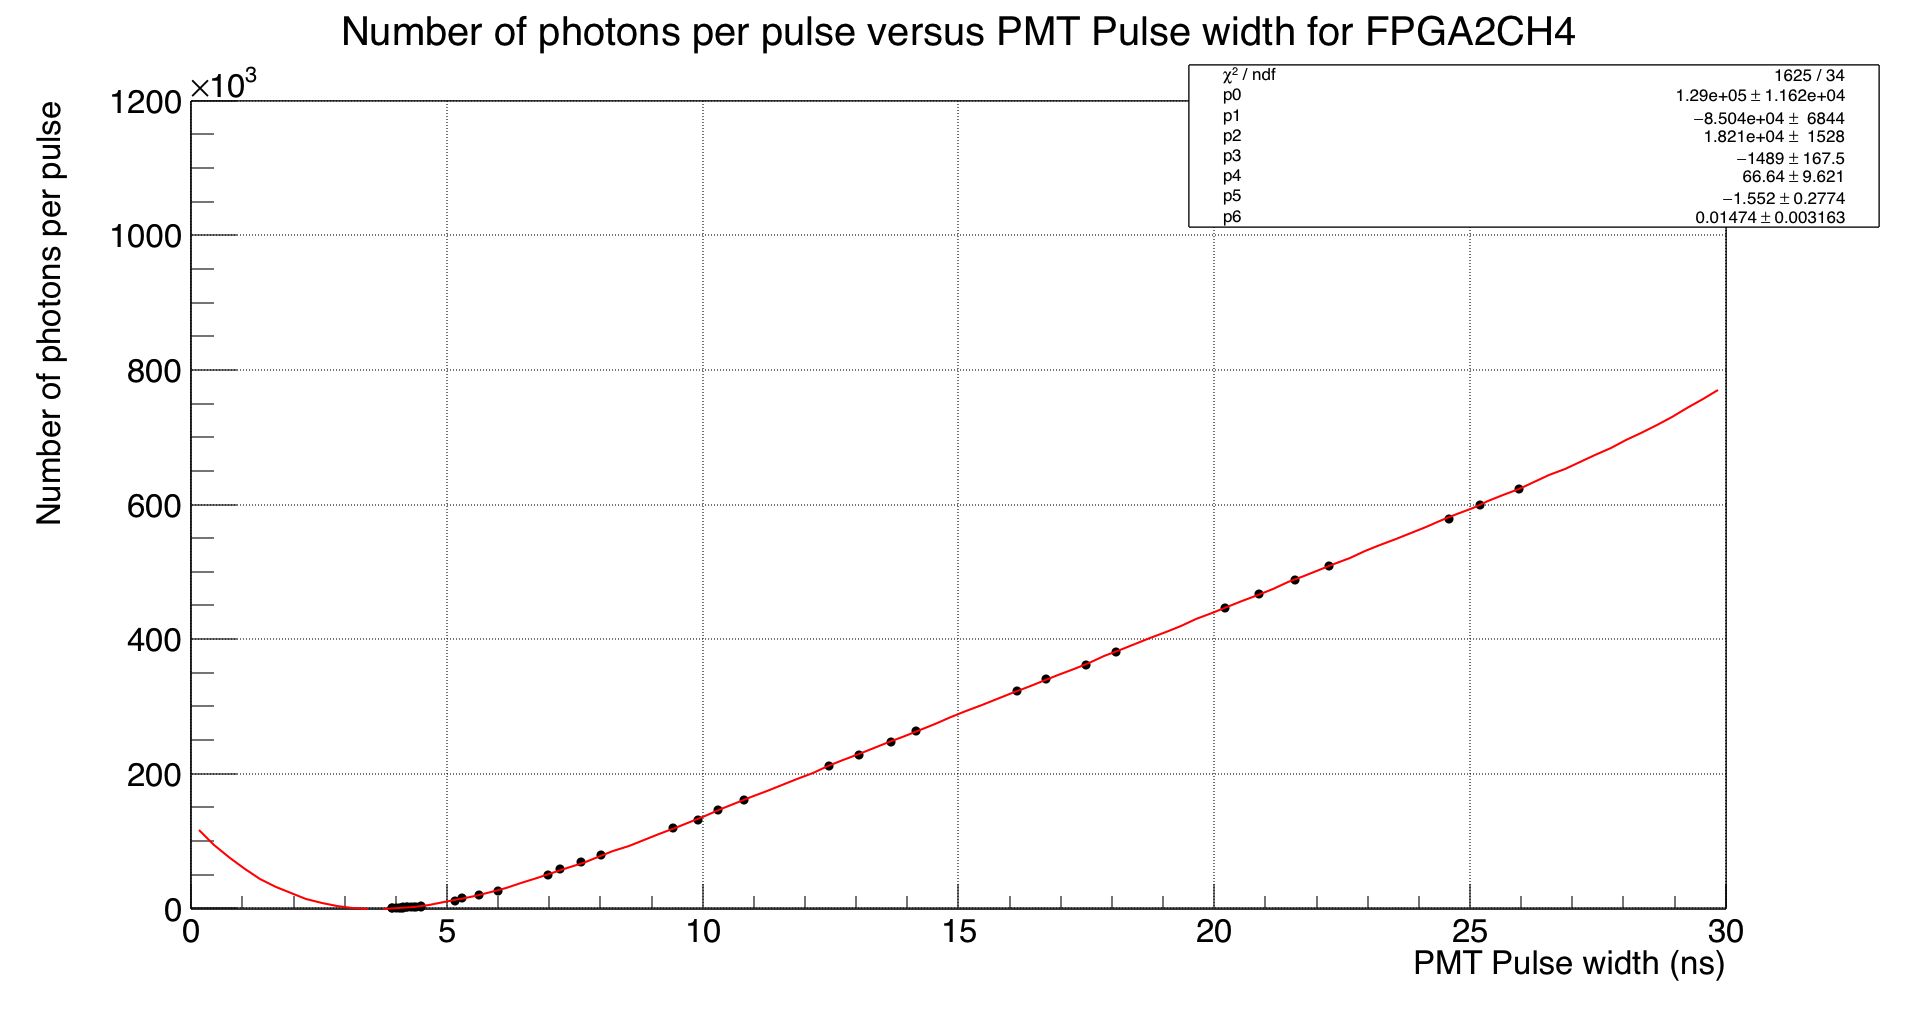 Number of photons per pulse versus PMT Pulse width for FPGA2CH4
×10³
χ² / ndf 1625 / 34
p0 1.29e+05 ± 1.162e+04
p1 −8.504e+04 ± 6844
p2 1.821e+04 ± 1528
p3 −1489 ± 167.5
p4 66.64 ± 9.621
p5 −1.552 ± 0.2774
p6 0.01474 ± 0.003163
Number of photons per pulse
1200
1000
800
600
400
200
0
0 5 10 15 20 25 30
PMT Pulse width (ns)